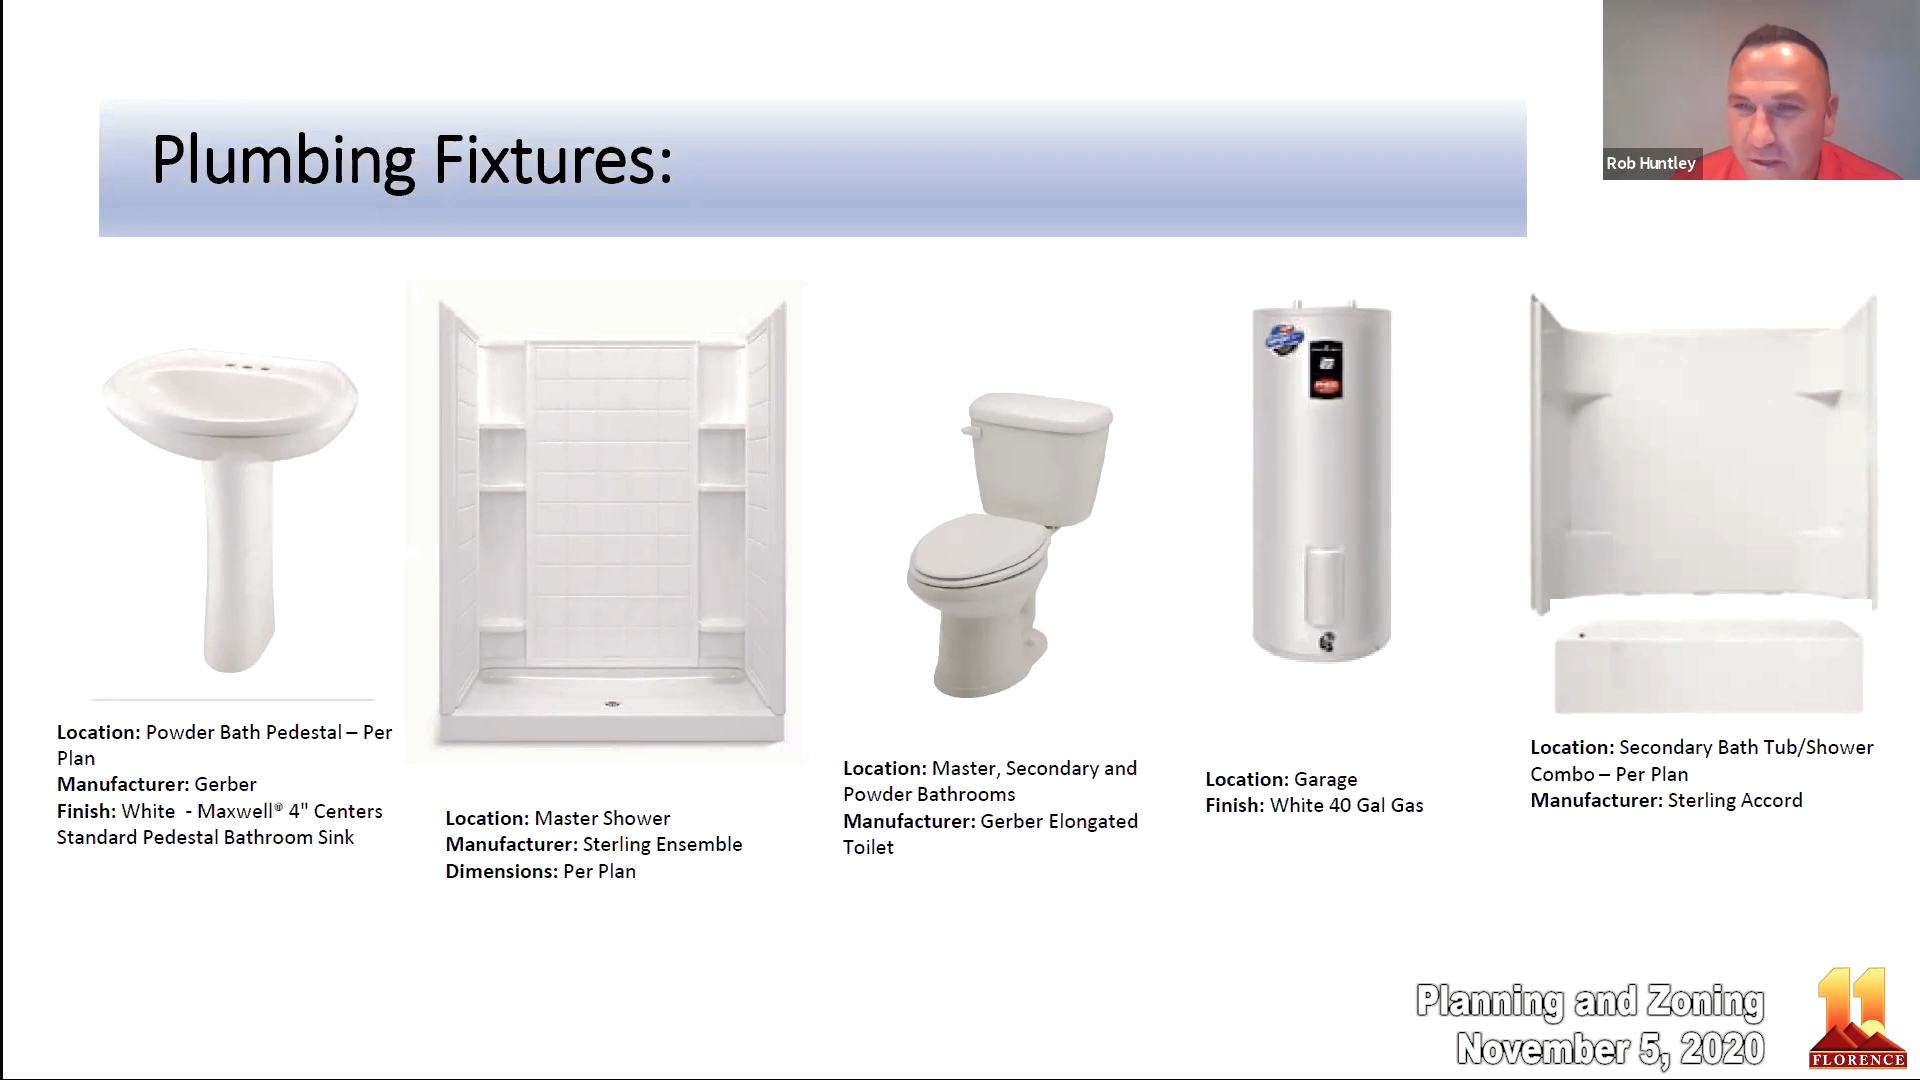 Rob Huntley
Plumbing Fixtures:
Location: Powder Bath Pedestal – Per
Plan
Manufacturer: Gerber
Finish: White  - Maxwell® 4" Centers
Standard Pedestal Bathroom Sink
Location: Master Shower
Manufacturer: Sterling Ensemble
Dimensions: Per Plan
Location: Master, Secondary and
Powder Bathrooms
Manufacturer: Gerber Elongated
Toilet
Location: Garage
Finish: White 40 Gal Gas
Location: Secondary Bath Tub/Shower
Combo – Per Plan
Manufacturer: Sterling Accord
Planning and Zoning
November 5, 2020
11
FLORENCE